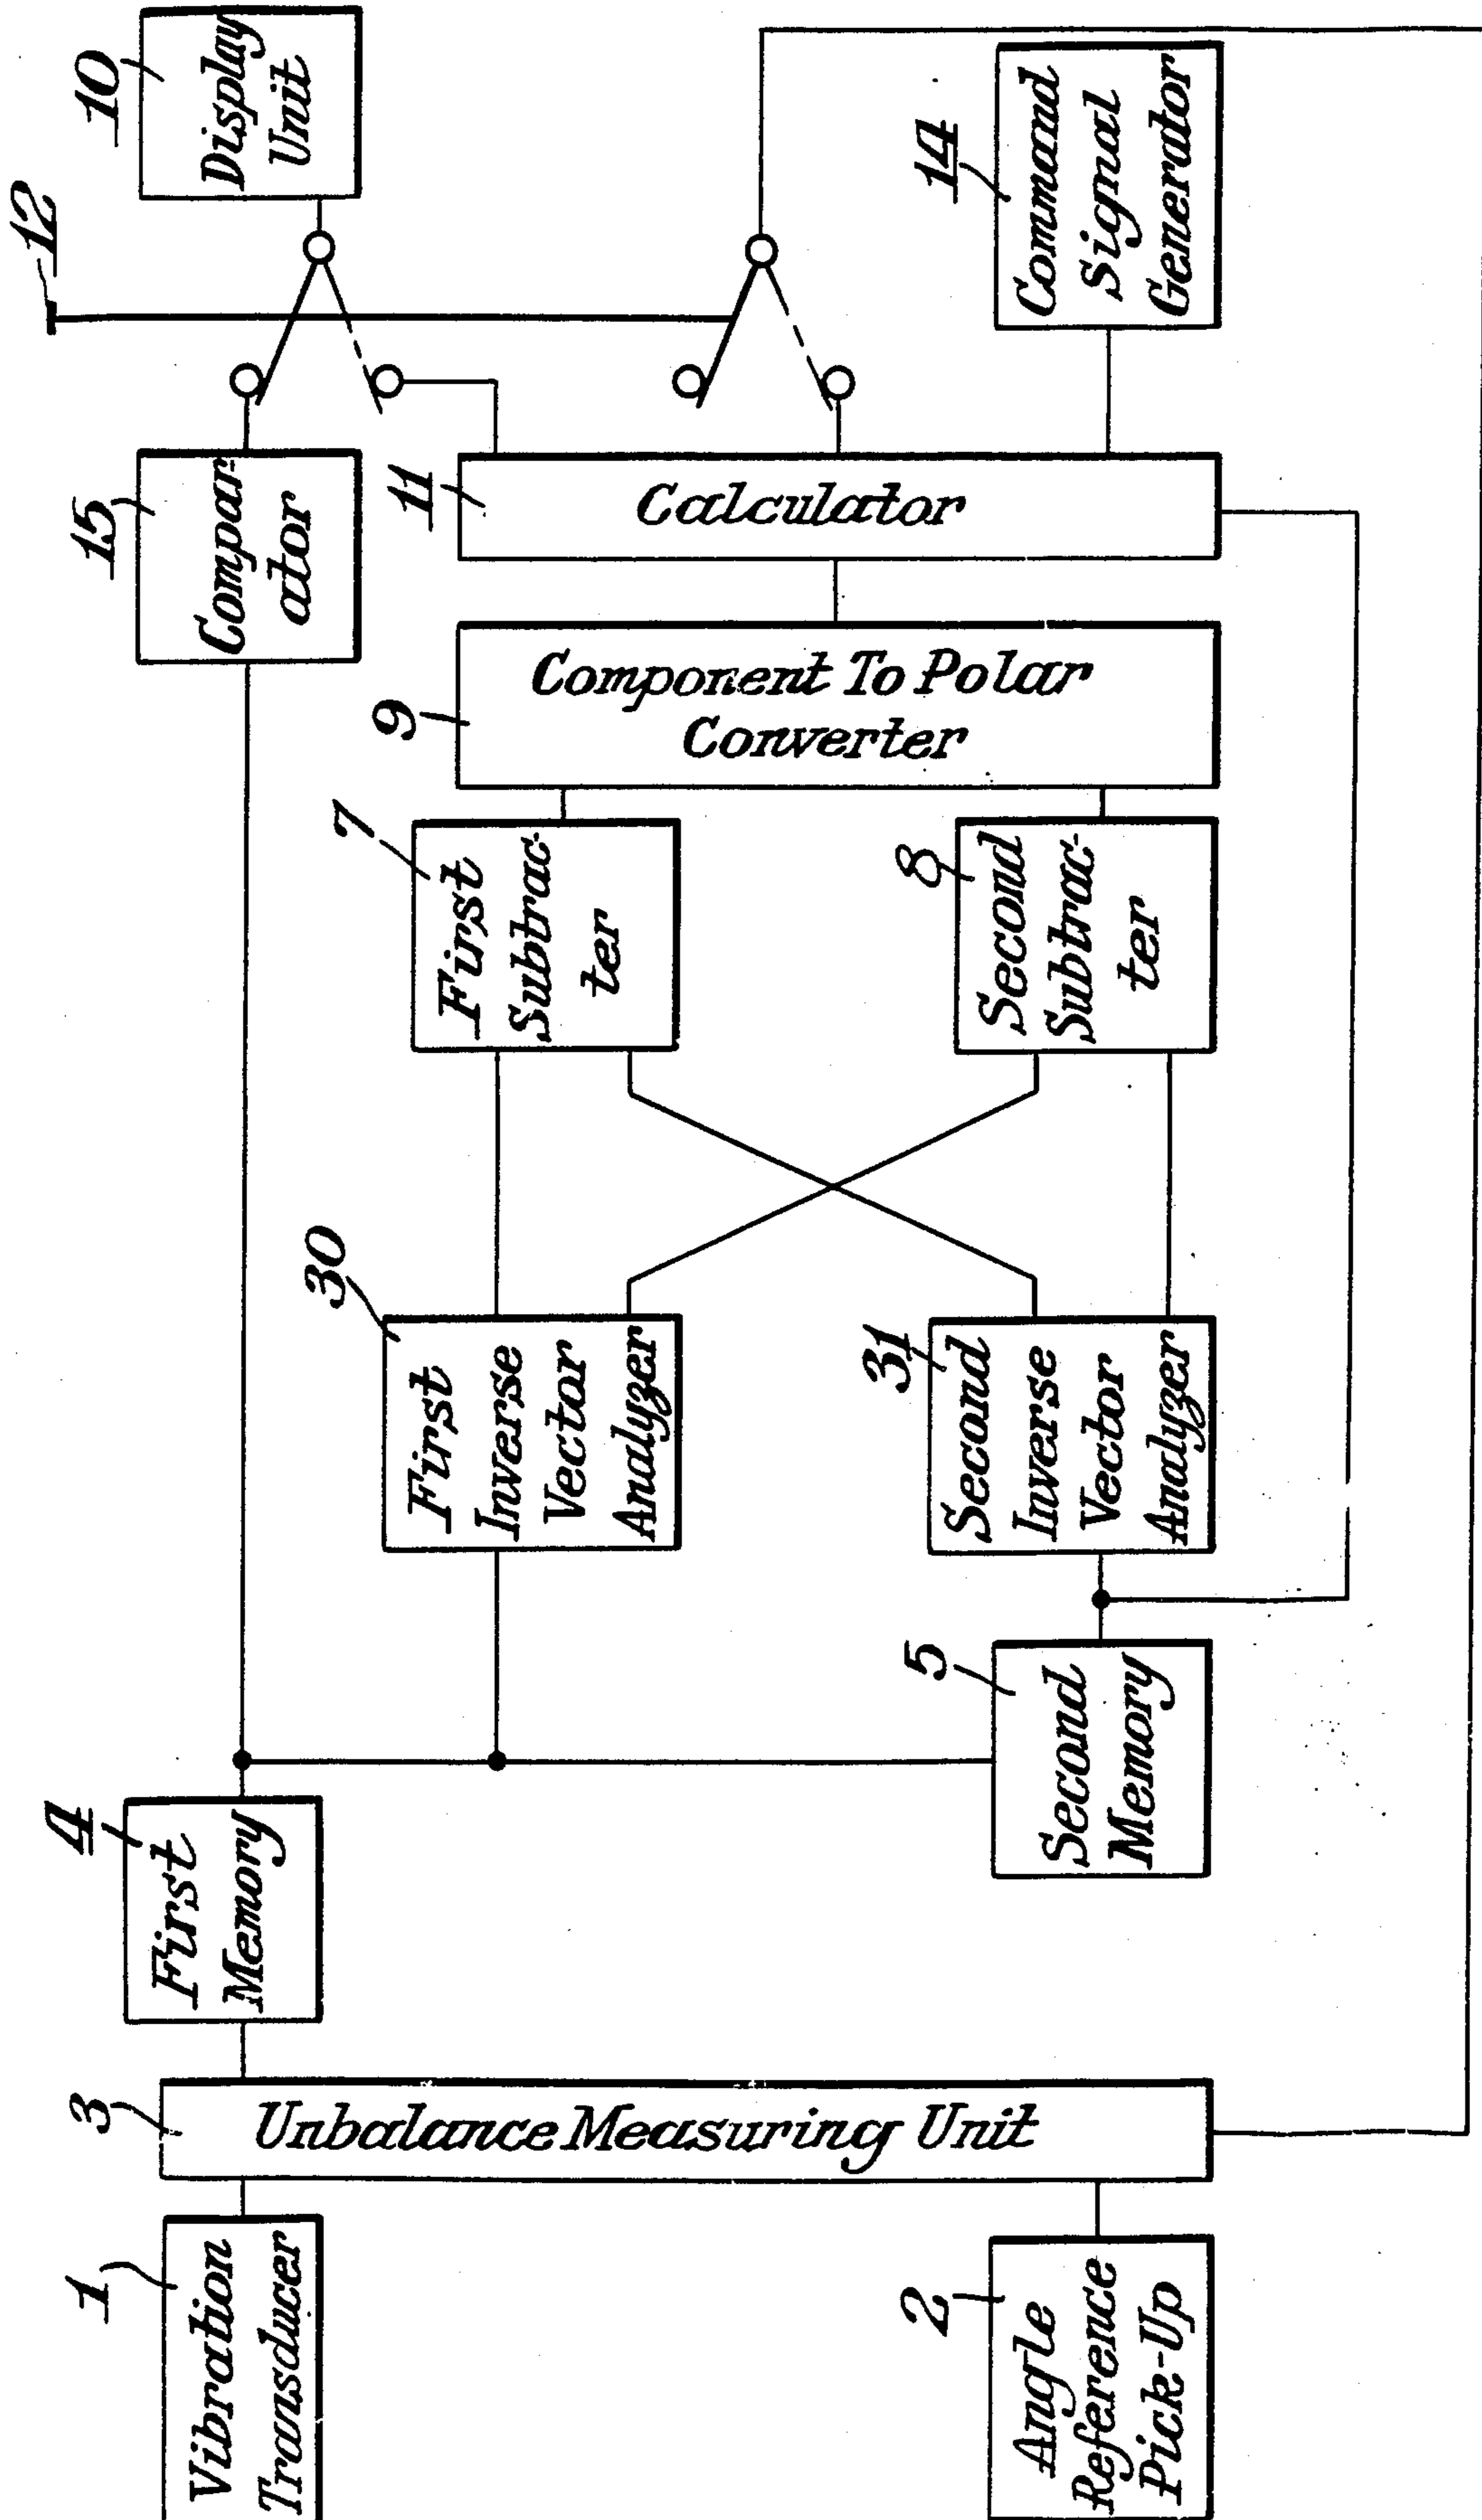 1
Vibration
Transducer
2
Angle
Reference
Pick-Up
3
Unbalance Measuring Unit
4
First
Memory
5
Second
Memory
30
First
Inverse
Vector
Analyzer
31
Second
Inverse
Vector
Analyzer
7
First
Subtrac-
ter
8
Second
Subtrac-
ter
9
Component To Polar
Converter
15
Compar-
ator
11
Calculator
12
10
Display
Unit
14
Command
Signal
Generator